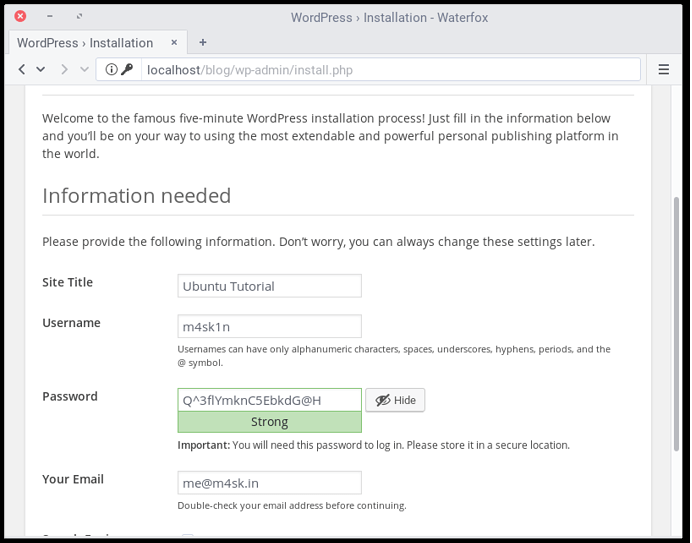 WordPress › Installation - Waterfox
WordPress › Installation × +
localhost/blog/wp-admin/install.php
Welcome to the famous five-minute WordPress installation process! Just fill in the information below
and you’ll be on your way to using the most extendable and powerful personal publishing platform in
the world.
Information needed
Please provide the following information. Don’t worry, you can always change these settings later.
Site Title Ubuntu Tutorial
Username m4sk1n
Usernames can have only alphanumeric characters, spaces, underscores, hyphens, periods, and the
@ symbol.
Password Q^3flYmknC5EbkdG@H Hide
Strong
Important: You will need this password to log in. Please store it in a secure location.
Your Email me@m4sk.in
Double-check your email address before continuing.